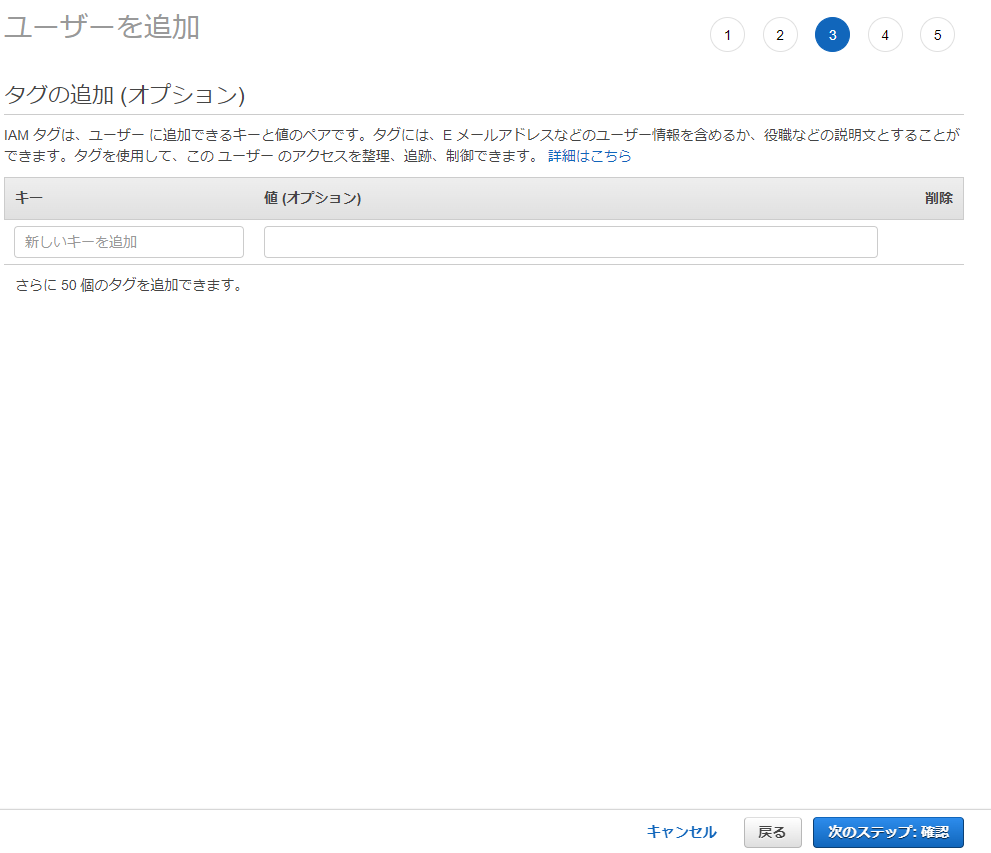 ユーザーを追加
1 2 3 4 5
タグの追加 (オプション)
IAM タグは、ユーザー に追加できるキーと値のペアです。タグには、E メールアドレスなどのユーザー情報を含めるか、役職などの説明文とすることが
できます。タグを使用して、この ユーザー のアクセスを整理、追跡、制御できます。 詳細はこちら
キー 値 (オプション) 削除
新しいキーを追加
さらに 50 個のタグを追加できます。
キャンセル 戻る 次のステップ: 確認